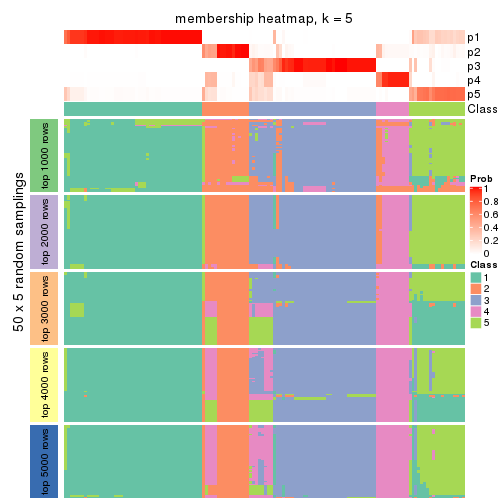 membership heatmap, k = 5
p1
p2
p3
p4
p5
Class
50 x 5 random samplings
top 1000 rows
top 2000 rows
top 3000 rows
top 4000 rows
top 5000 rows
Prob
1
0.8
0.6
0.4
0.2
0
Class
1
2
3
4
5